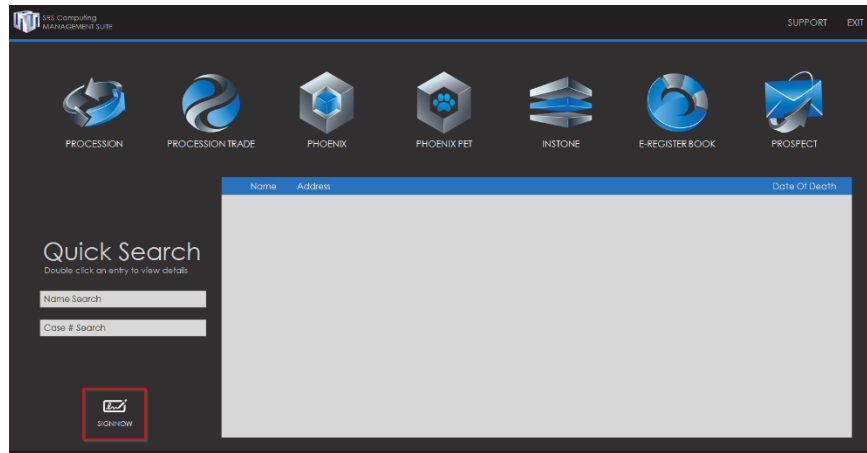 SRS Computing
MANAGEMENT SUITE
SUPPORT EXIT
PROCESSION PROCESSION TRADE PHOENIX PHOENIX PET INSTONE E-REGISTER BOOK PROSPECT
Name Address Date Of Death
Quick Search
Double click an entry to view details
Name Search
Case # Search
SIGNNOW